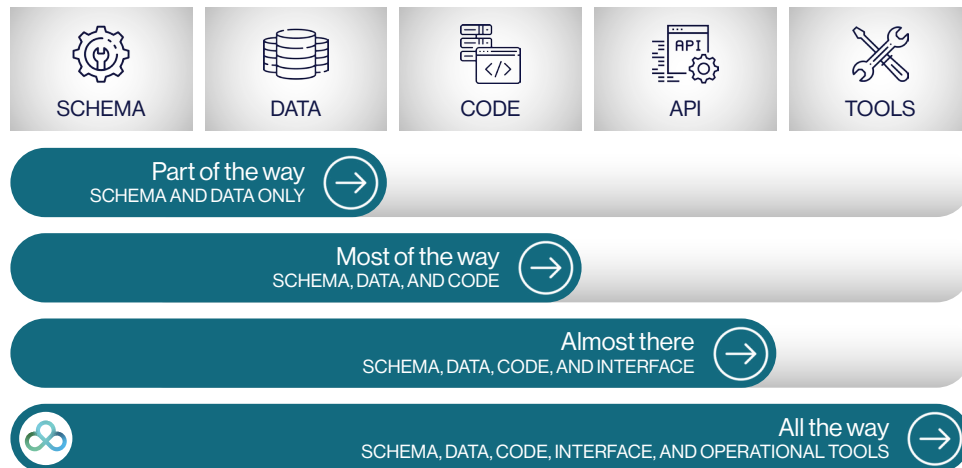 API
SCHEMA
DATA
CODE
API
TOOLS
Part of the way
SCHEMA AND DATA ONLY
Most of the way
SCHEMA, DATA, AND CODE
Almost there
SCHEMA, DATA, CODE, AND INTERFACE
All the way
SCHEMA, DATA, CODE, INTERFACE, AND OPERATIONAL TOOLS